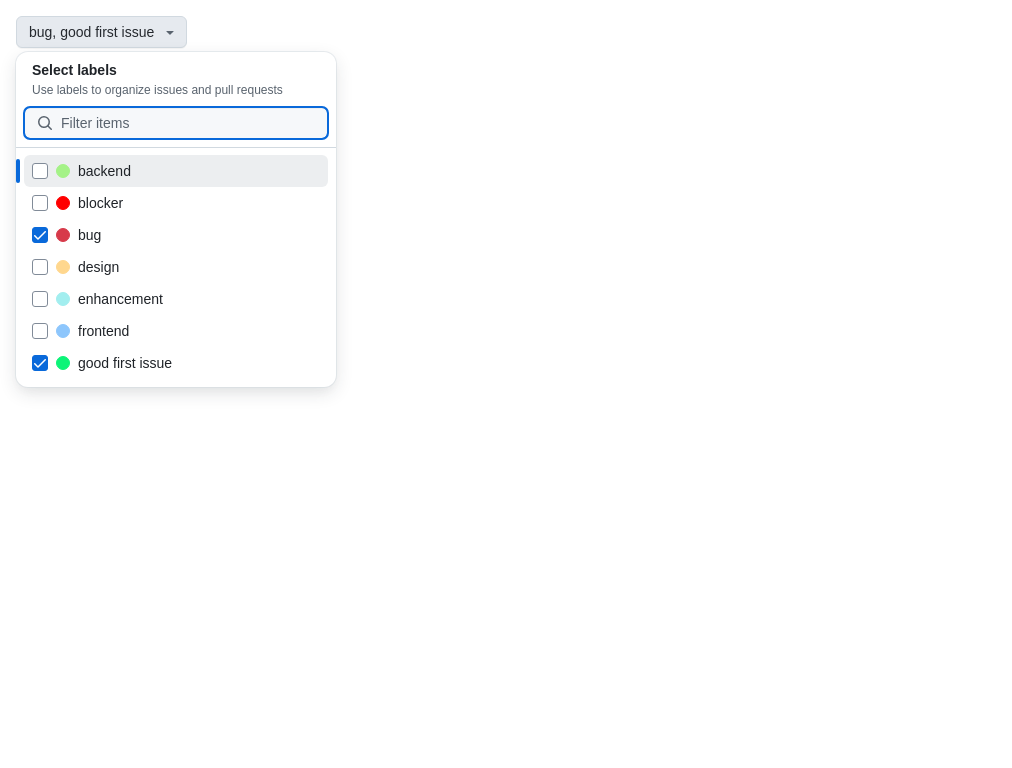 bug, good first issue
Select labels
Use labels to organize issues and pull requests
Filter items
backend
blocker
bug
design
enhancement
frontend
good first issue